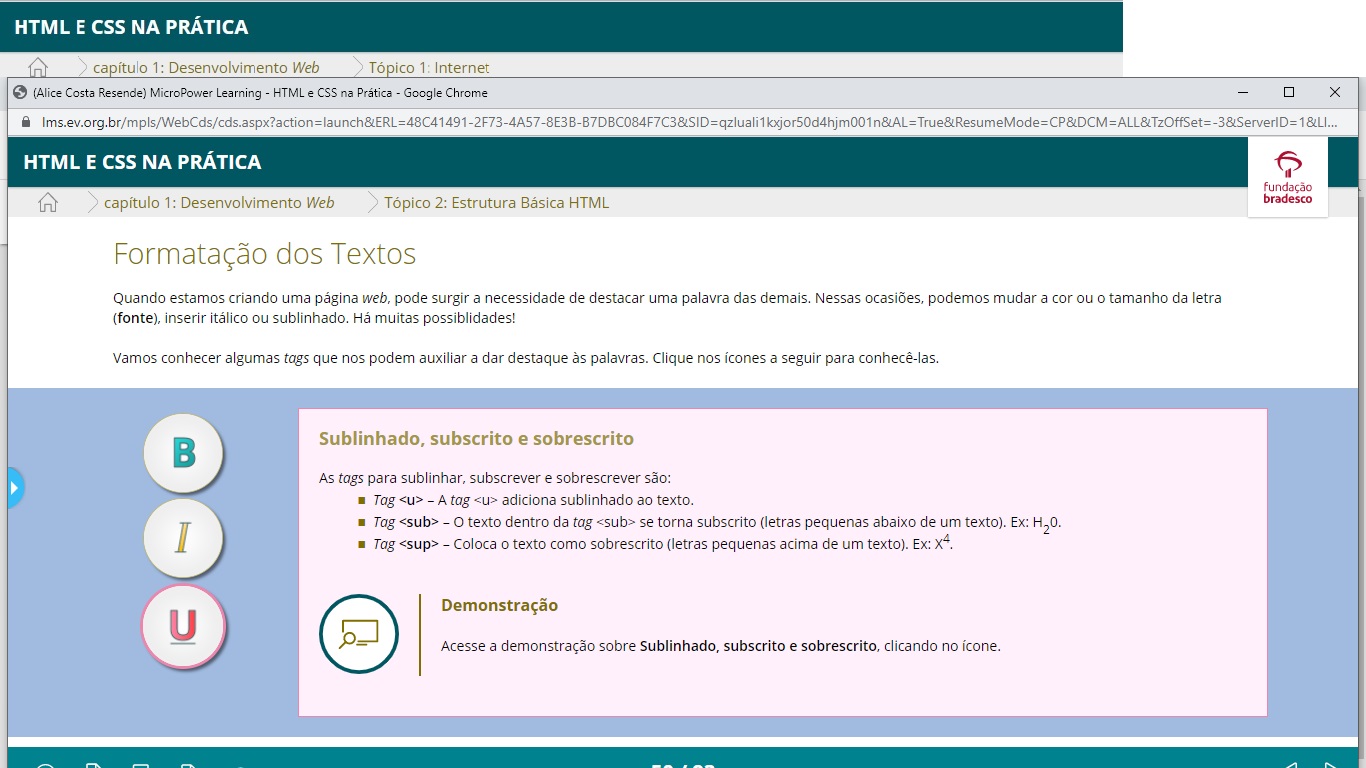 HTML E CSS NA PRÁTICA
capítulo 1: Desenvolvimento Web
Tópico 1: Internet
(Alice Costa Resende) MicroPower Learning - HTML e CSS na Prática - Google Chrome
lms.ev.org.br/mpls/WebCds/cds.aspx?action=launch&ERL=48C41491-2F73-4A57-8E3B-B7DBC084F7C3&SID=qzluali1kxjor50d4hjm001n&AL=True&ResumeMode=CP&DCM=ALL&TzOffSet=-3&ServerID=1&LI...
HTML E CSS NA PRÁTICA
fundação
bradesco
capítulo 1: Desenvolvimento Web
Tópico 2: Estrutura Básica HTML
Formatação dos Textos
Quando estamos criando uma página web, pode surgir a necessidade de destacar uma palavra das demais. Nessas ocasiões, podemos mudar a cor ou o tamanho da letra
(fonte), inserir itálico ou sublinhado. Há muitas possiblidades!
Vamos conhecer algumas tags que nos podem auxiliar a dar destaque às palavras. Clique nos ícones a seguir para conhecê-las.
B
I
U
Sublinhado, subscrito e sobrescrito
As tags para sublinhar, subscrever e sobrescrever são:
■ Tag <u> – A tag <u> adiciona sublinhado ao texto.
■ Tag <sub> – O texto dentro da tag <sub> se torna subscrito (letras pequenas abaixo de um texto). Ex: H₂0.
■ Tag <sup> – Coloca o texto como sobrescrito (letras pequenas acima de um texto). Ex: X⁴.
Demonstração
Acesse a demonstração sobre Sublinhado, subscrito e sobrescrito, clicando no ícone.